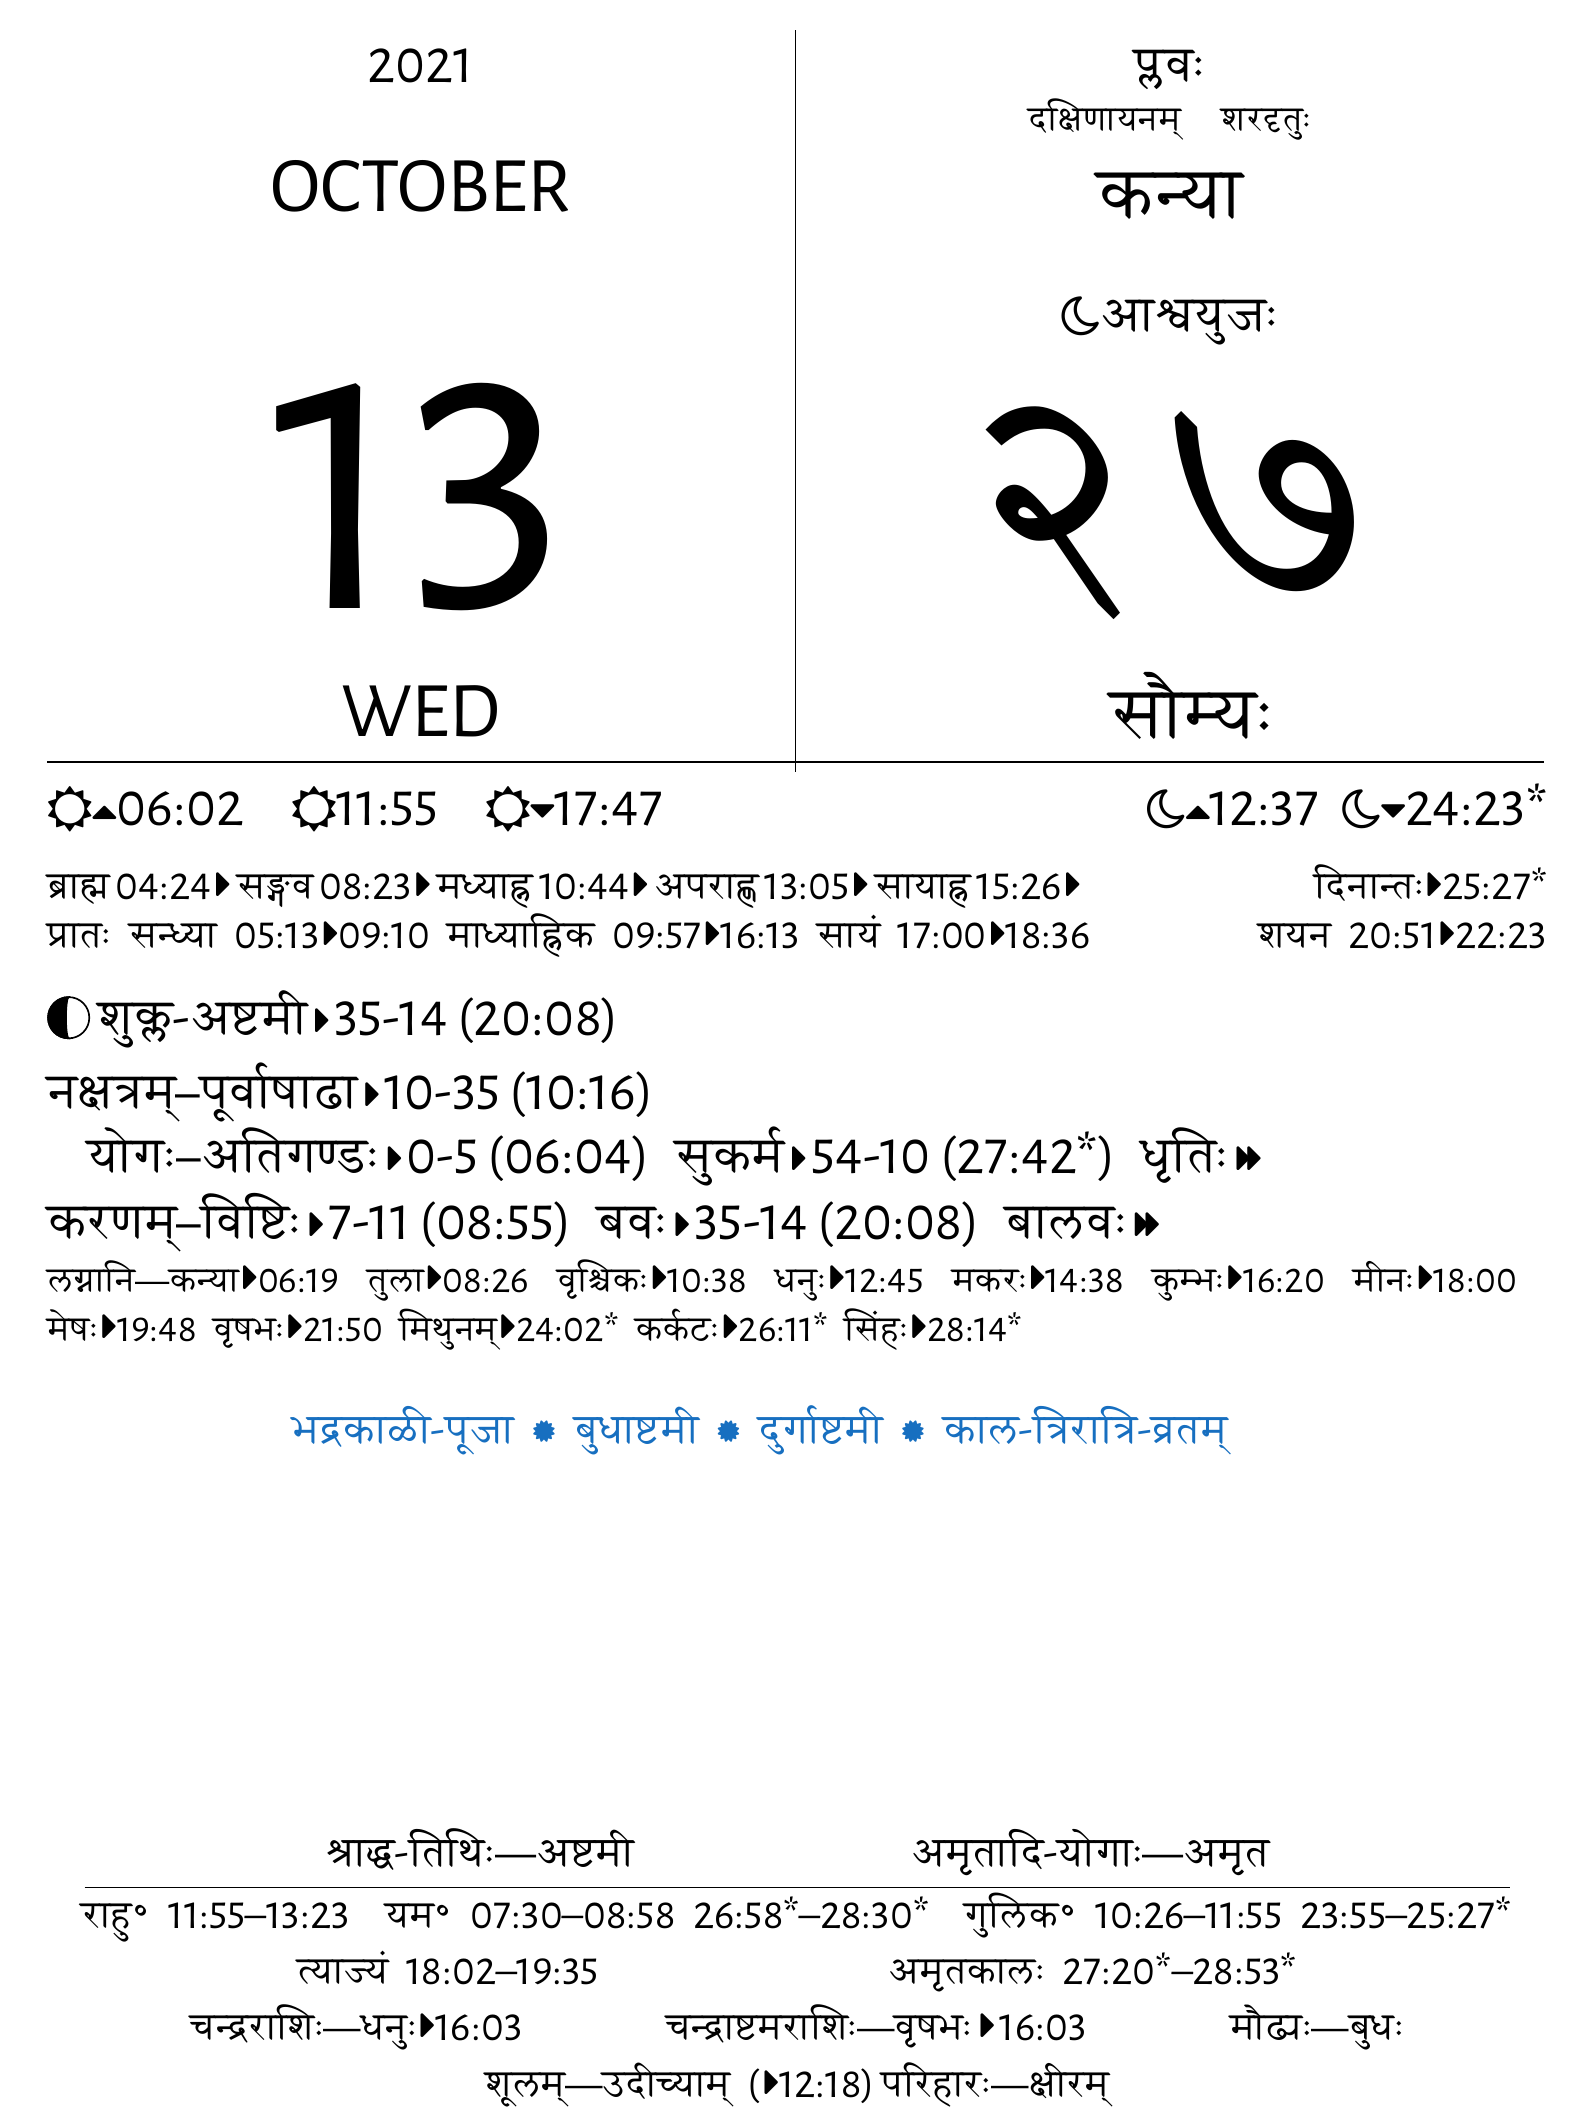 2021
OCTOBER
13
WED
प्लवः
दक्षिणायनम् शरदृतुः
कन्या
आश्वयुजः
२७
सौम्यः
06:02 11:55 17:47 12:37 24:23*
ब्राह्म 04:24 सङ्गव 08:23 मध्याह्न 10:44 अपराह्ण 13:05 सायाह्न 15:26 दिनान्तः 25:27*
प्रातः सन्ध्या 05:13 09:10 माध्याह्निक 09:57 16:13 सायं 17:00 18:36 शयन 20:51 22:23
शुक्ल-अष्टमी 35-14 (20:08)
नक्षत्रम्–पूर्वाषाढा 10-35 (10:16)
योगः–अतिगण्डः 0-5 (06:04) सुकर्म 54-10 (27:42*) धृतिः
करणम्–विष्टिः 7-11 (08:55) बवः 35-14 (20:08) बालवः
लग्नानि—कन्या 06:19 तुला 08:26 वृश्चिकः 10:38 धनुः 12:45 मकरः 14:38 कुम्भः 16:20 मीनः 18:00
मेषः 19:48 वृषभः 21:50 मिथुनम् 24:02* कर्कटः 26:11* सिंहः 28:14*
भद्रकाळी-पूजा ✹ बुधाष्टमी ✹ दुर्गाष्टमी ✹ काल-त्रिरात्रि-व्रतम्
श्राद्ध-तिथिः—अष्टमी अमृतादि-योगाः—अमृत
राहु॰ 11:55–13:23 यम॰ 07:30–08:58 26:58*–28:30* गुलिक॰ 10:26–11:55 23:55–25:27*
त्याज्यं 18:02–19:35 अमृतकालः 27:20*–28:53*
चन्द्रराशिः—धनुः 16:03 चन्द्राष्टमराशिः—वृषभः 16:03 मौढ्यः—बुधः
शूलम्—उदीच्याम् (12:18) परिहारः—क्षीरम्